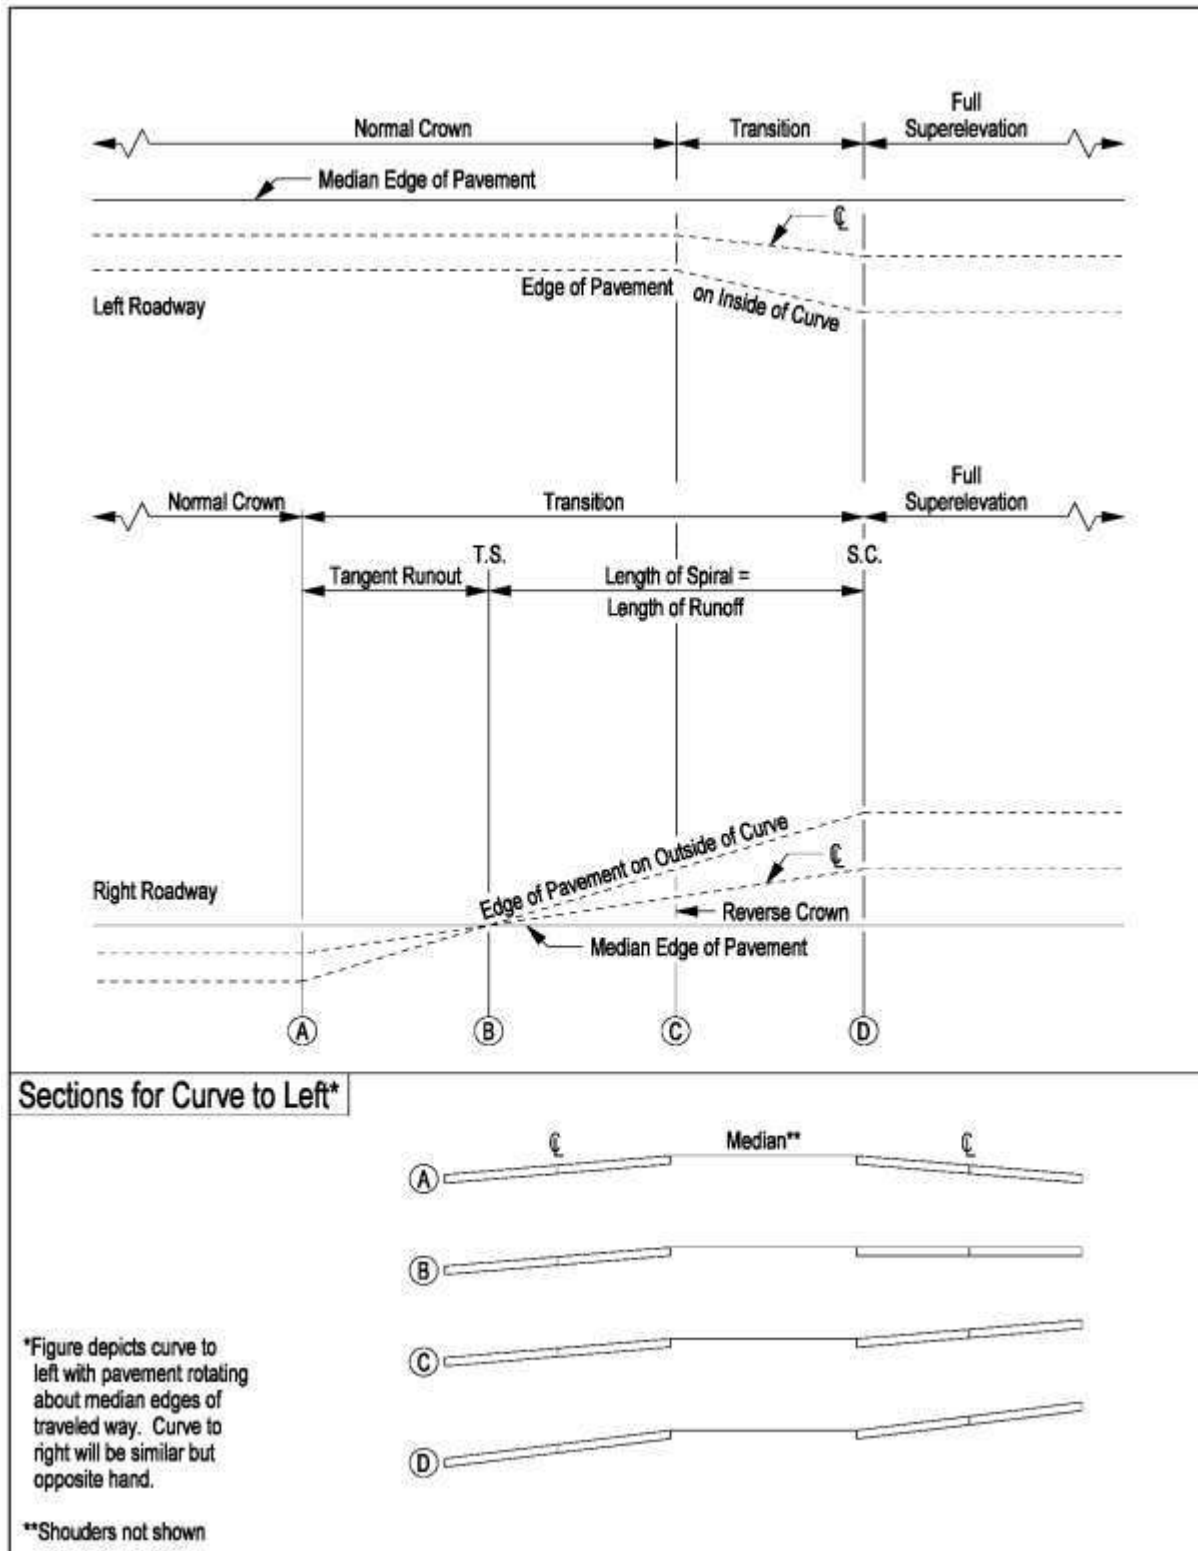 Full
Normal Crown Transition Superelevation
Median Edge of Pavement
℄
Edge of Pavement on Inside of Curve
Left Roadway
Full
Normal Crown Transition Superelevation
T.S. S.C.
Tangent Runout Length of Spiral =
Length of Runoff
Edge of Pavement on Outside of Curve
℄
Right Roadway
Reverse Crown
Median Edge of Pavement
A B C D
Sections for Curve to Left*
℄ Median** ℄
A
B
C
D
*Figure depicts curve to
left with pavement rotating
about median edges of
traveled way. Curve to
right will be similar but
opposite hand.
**Shouders not shown